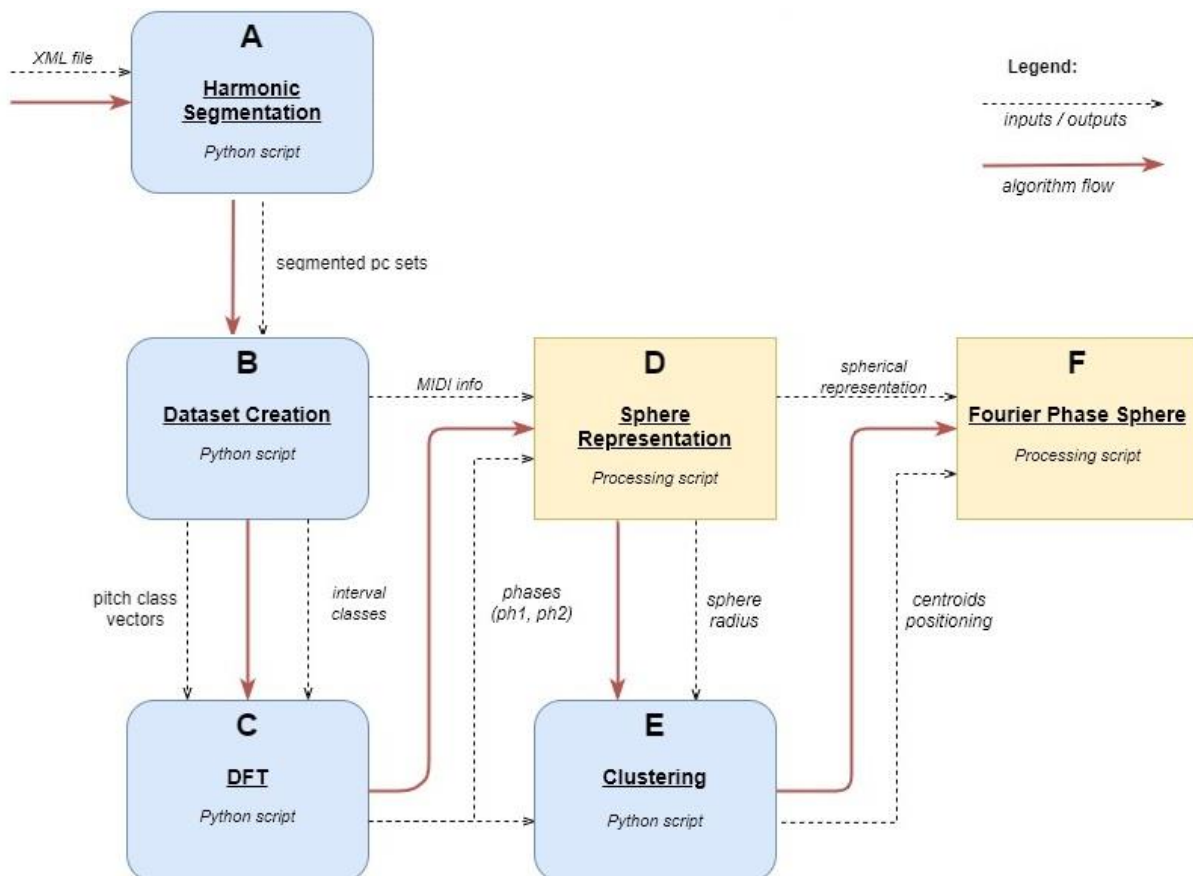 A
XML file
Harmonic
Segmentation
Python script
Legend:
inputs / outputs
algorithm flow
segmented pc sets
B
Dataset Creation
Python script
MIDI info
D
Sphere
Representation
Processing script
spherical
representation
F
Fourier Phase Sphere
Processing script
pitch class
vectors
interval
classes
phases
(ph1, ph2)
sphere
radius
centroids
positioning
C
DFT
Python script
E
Clustering
Python script